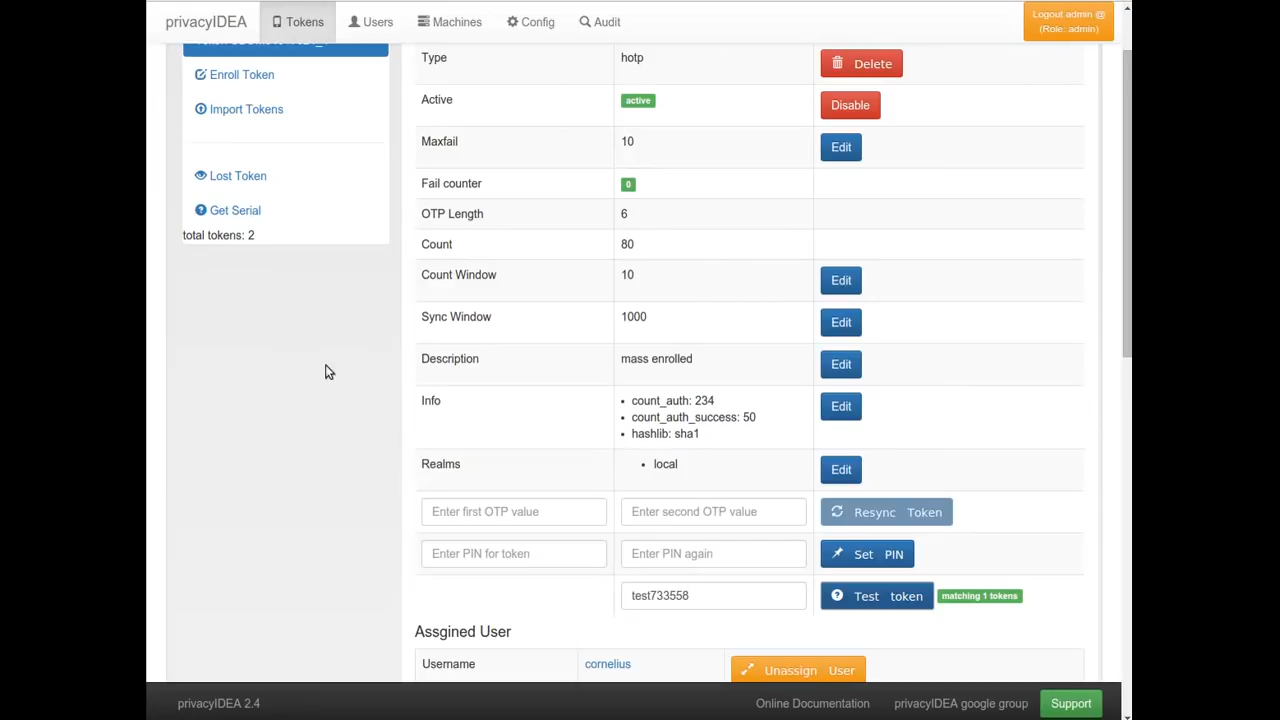 privacyIDEA Tokens Users Machines Config Audit
Logout admin @
(Role: admin)
Enroll Token
Import Tokens
Lost Token
Get Serial
total tokens: 2
Type hotp Delete
Active active Disable
Maxfail 10 Edit
Fail counter 0
OTP Length 6
Count 80
Count Window 10 Edit
Sync Window 1000 Edit
Description mass enrolled Edit
Info count_auth: 234 Edit
count_auth_success: 50
hashlib: sha1
Realms local Edit
Enter first OTP value Enter second OTP value Resync Token
Enter PIN for token Enter PIN again Set PIN
test733558 Test token matching 1 tokens
Assgined User
Username cornelius Unassign User
privacyIDEA 2.4 Online Documentation privacyIDEA google group Support